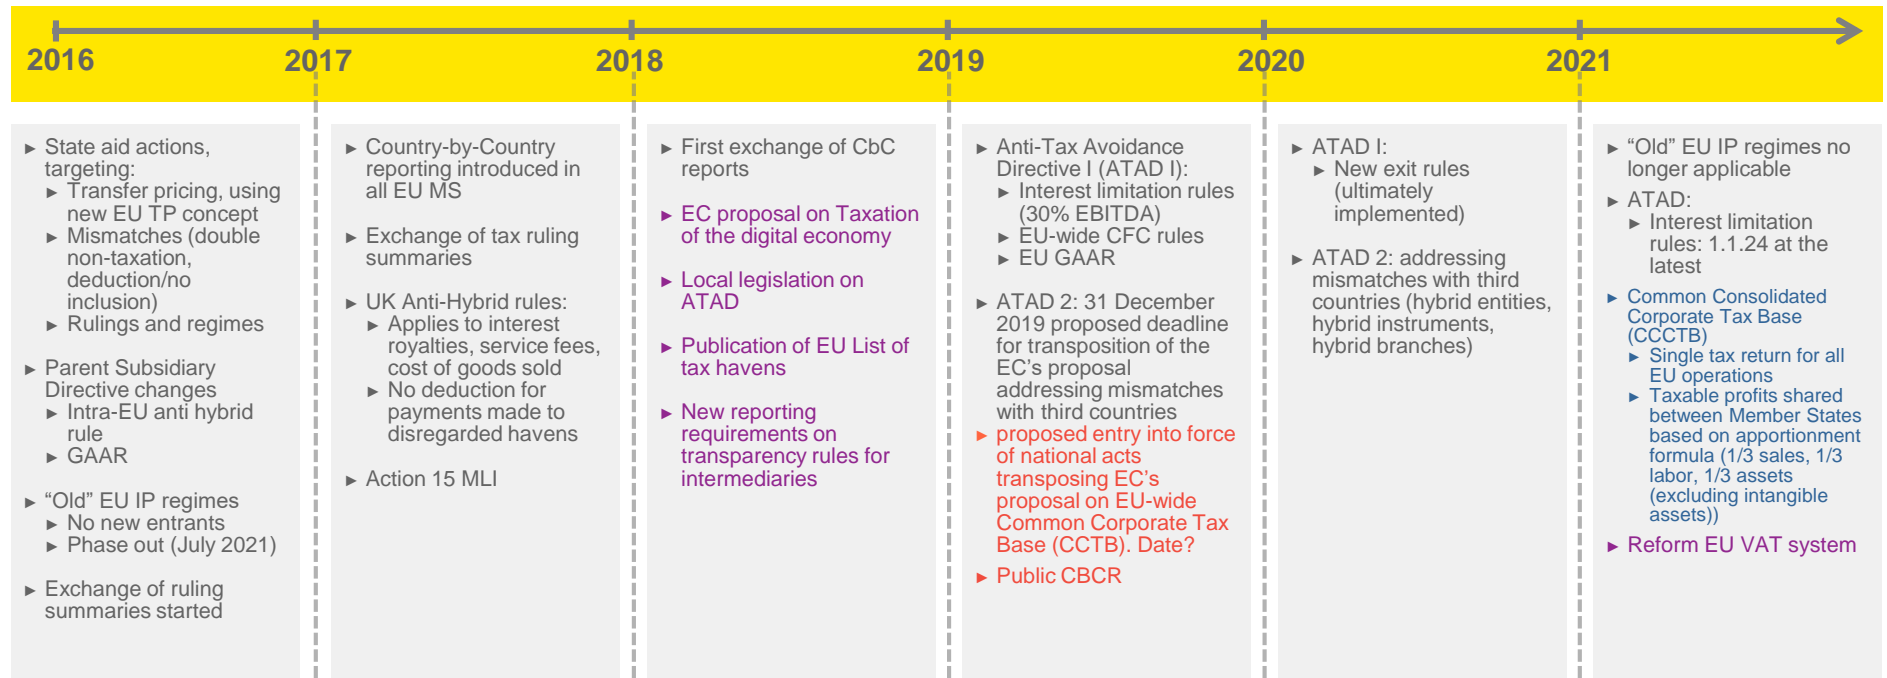 2016 2017 2018 2019 2020 2021
► State aid actions,
targeting:
► Transfer pricing, using
new EU TP concept
► Mismatches (double
non-taxation,
deduction/no
inclusion)
► Rulings and regimes
► Parent Subsidiary
Directive changes
► Intra-EU anti hybrid
rule
► GAAR
► “Old” EU IP regimes
► No new entrants
► Phase out (July 2021)
► Exchange of ruling
summaries started
► Country-by-Country
reporting introduced in
all EU MS
► Exchange of tax ruling
summaries
► UK Anti-Hybrid rules:
► Applies to interest
royalties, service fees,
cost of goods sold
► No deduction for
payments made to
disregarded havens
► Action 15 MLI
► First exchange of CbC
reports
► EC proposal on Taxation
of the digital economy
► Local legislation on
ATAD
► Publication of EU List of
tax havens
► New reporting
requirements on
transparency rules for
intermediaries
► Anti-Tax Avoidance
Directive I (ATAD I):
► Interest limitation rules
(30% EBITDA)
► EU-wide CFC rules
► EU GAAR
► ATAD 2: 31 December
2019 proposed deadline
for transposition of the
EC’s proposal
addressing mismatches
with third countries
► proposed entry into force
of national acts
transposing EC’s
proposal on EU-wide
Common Corporate Tax
Base (CCTB). Date?
► Public CBCR
► ATAD I:
► New exit rules
(ultimately
implemented)
► ATAD 2: addressing
mismatches with third
countries (hybrid entities,
hybrid instruments,
hybrid branches)
► “Old” EU IP regimes no
longer applicable
► ATAD:
► Interest limitation
rules: 1.1.24 at the
latest
► Common Consolidated
Corporate Tax Base
(CCCTB)
► Single tax return for all
EU operations
► Taxable profits shared
between Member States
based on apportionment
formula (1/3 sales, 1/3
labor, 1/3 assets
(excluding intangible
assets))
► Reform EU VAT system